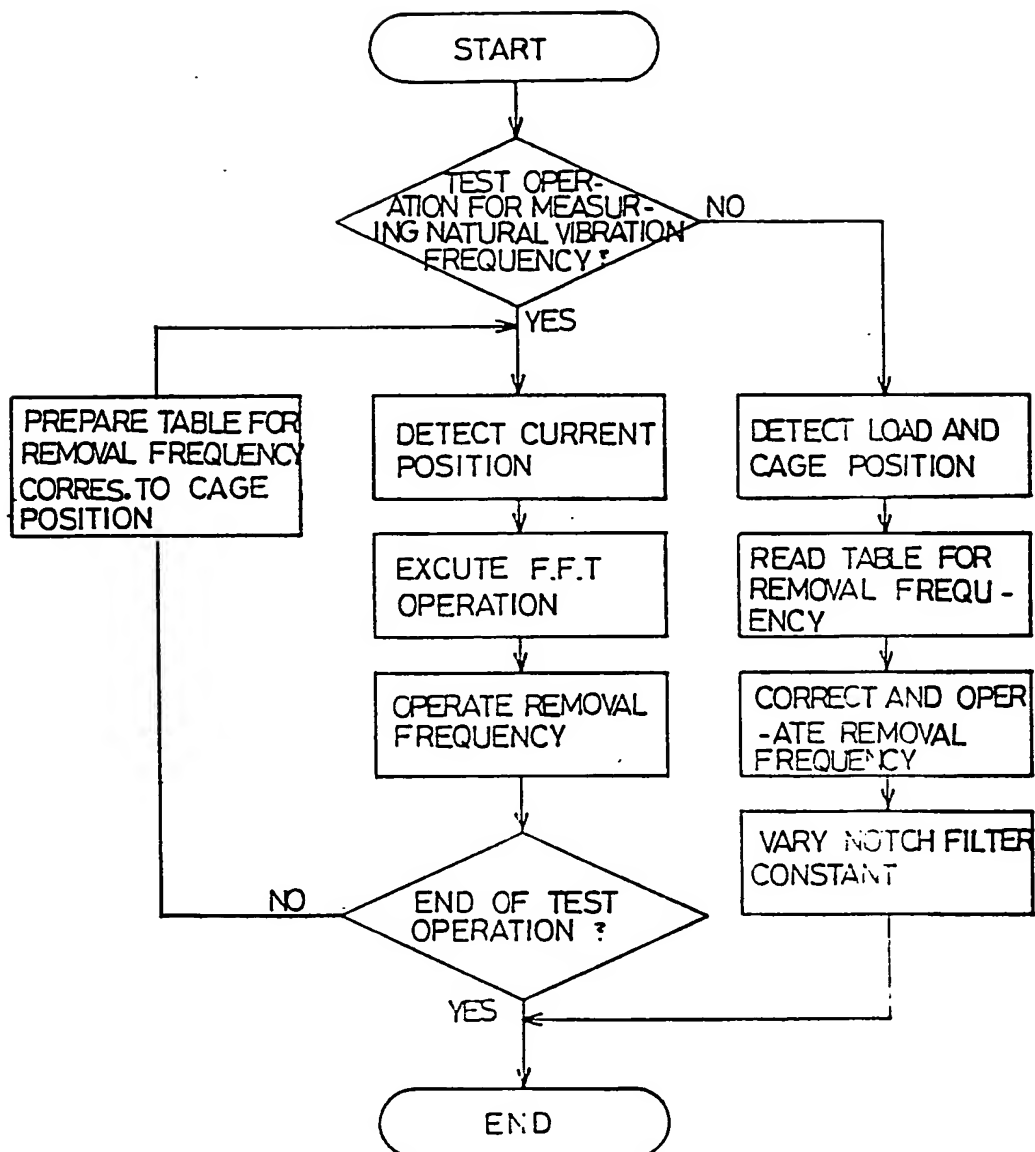 START
TEST OPER-
ATION FOR MEASUR-
ING NATURAL VIBRATION
FREQUENCY?
NO
YES
PREPARE TABLE FOR
REMOVAL FREQUENCY
CORRES. TO CAGE
POSITION
DETECT CURRENT
POSITION
DETECT LOAD AND
CAGE POSITION
EXCUTE F.F.T
OPERATION
READ TABLE FOR
REMOVAL FREQU-
ENCY
OPERATE REMOVAL
FREQUENCY
CORRECT AND OPER
-ATE REMOVAL
FREQUENCY
VARY NOTCH FILTER
CONSTANT
NO
END OF TEST
OPERATION ?
YES
END